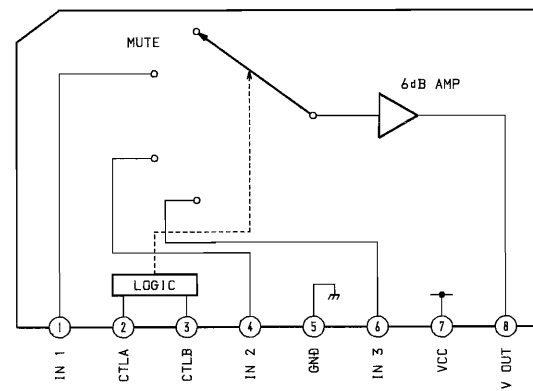 MUTE
6dB AMP
LOGIC
1
2
3
4
5
6
7
8
IN 1
CTLA
CTLB
IN 2
GND
IN 3
VCC
V OUT